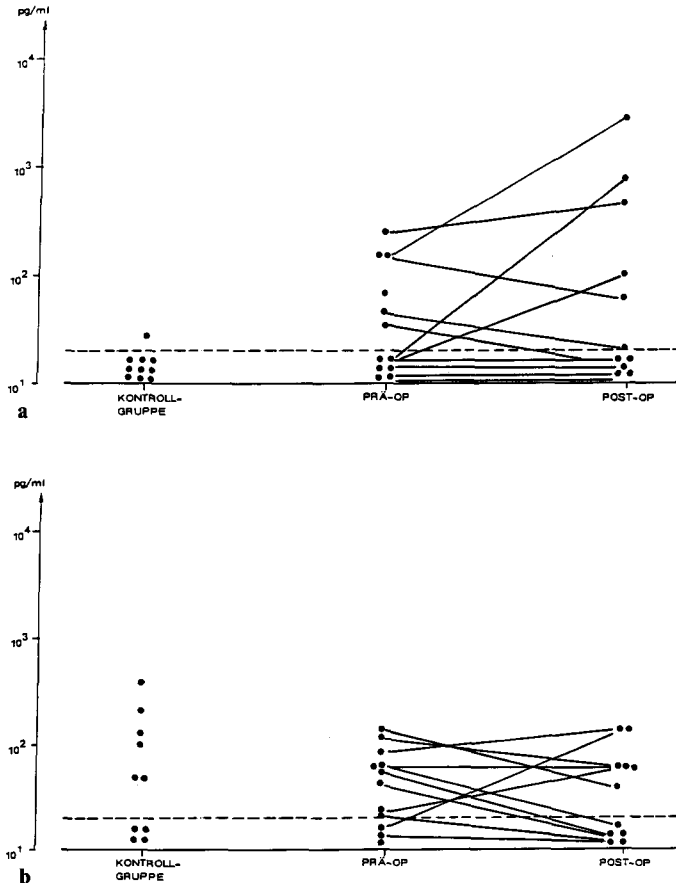 pg/ml
10⁴
10³
10²
10¹
KONTROLL-
GRUPPE
PRÄ-OP
POST-OP
a
pg/ml
10⁴
10³
10²
10¹
KONTROLL-
GRUPPE
PRÄ-OP
POST-OP
b